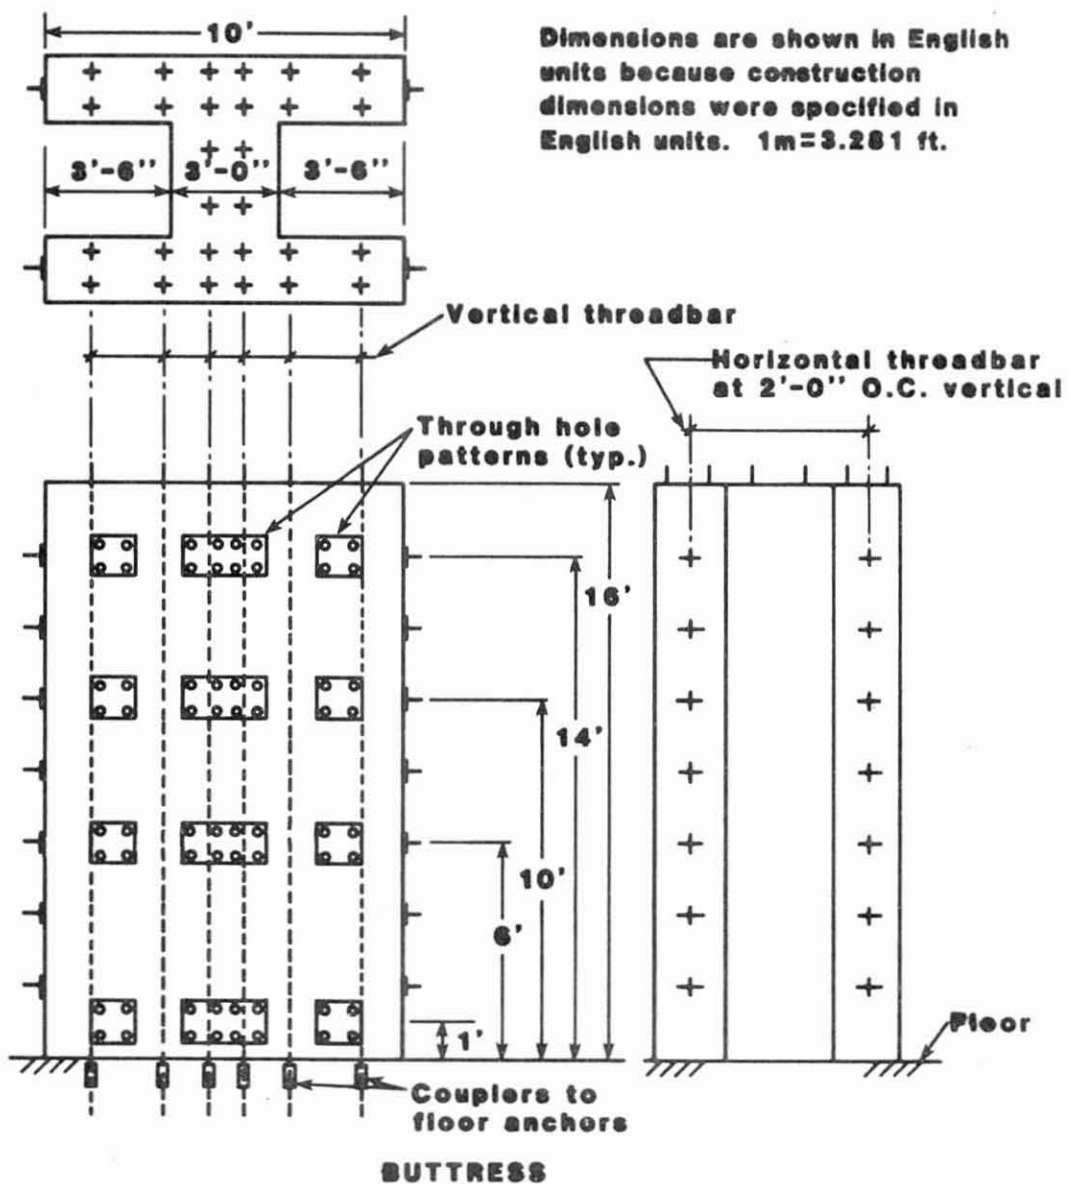 10'
Dimensions are shown in English
units because construction
dimensions were specified in
English units. 1m=3.281 ft.
3'-6" 3'-0" 3'-6"
Vertical threadbar
Horizontal threadbar
at 2'-0" O.C. vertical
Through hole
patterns (typ.)
16'
14'
10'
6'
1'
Floor
Couplers to
floor anchors
BUTTRESS